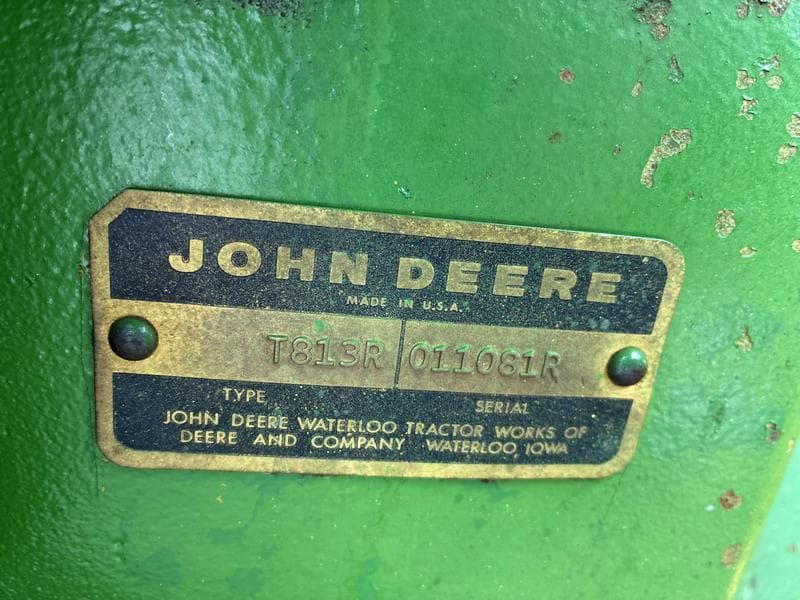 JOHN DEERE
MADE IN U.S.A.
T813R 011081R
TYPE SERIAL
JOHN DEERE WATERLOO TRACTOR WORKS OF
DEERE AND COMPANY WATERLOO, IOWA